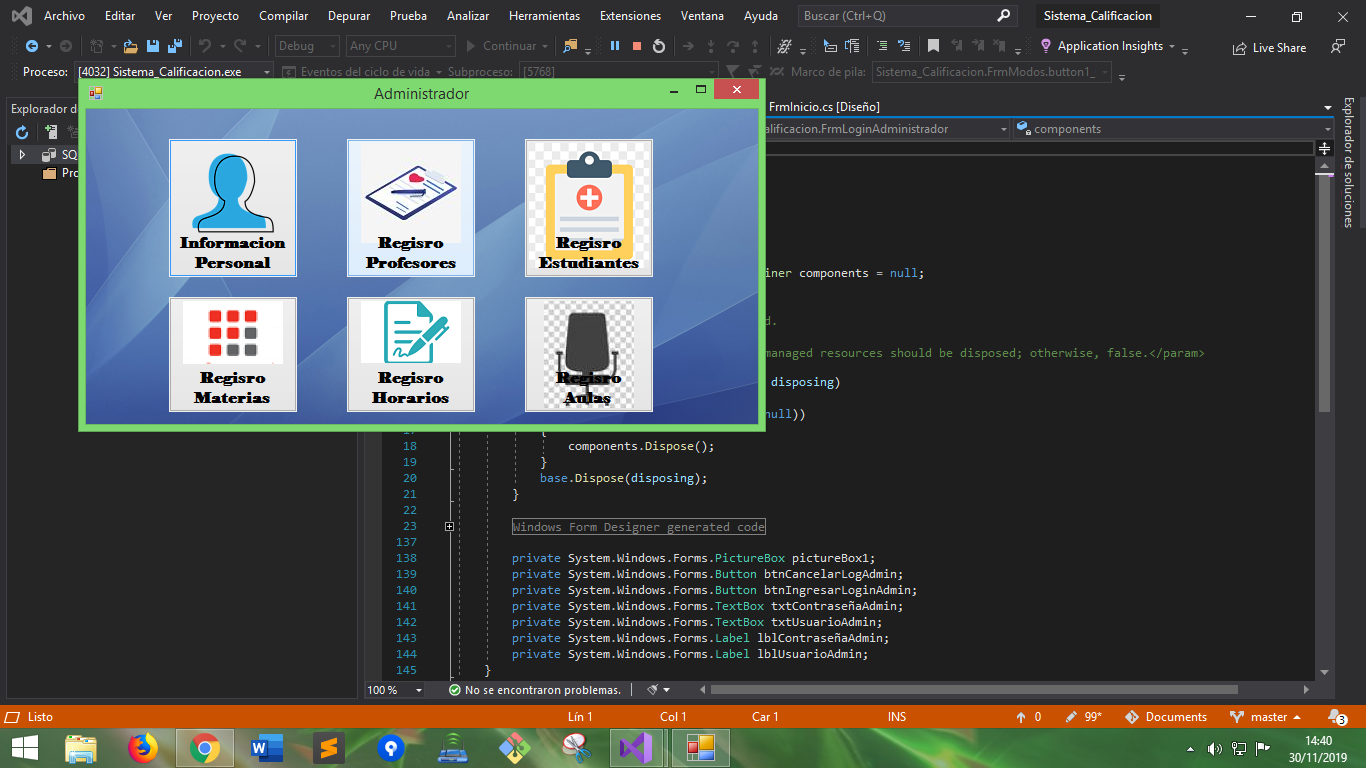 Archivo Editar Ver Proyecto Compilar Depurar Prueba Analizar Herramientas Extensiones Ventana Ayuda Buscar (Ctrl+Q) Sistema_Calificacion
Debug Any CPU Continuar Application Insights Live Share
Proceso: [4032] Sistema_Calificacion.exe Eventos del ciclo de vida Subproceso: [5768] Marco de pila: Sistema_Calificacion.FrmModos.button1_
Explorador de
SQ
Pro
Administrador
Informacion
Personal
Regisro
Profesores
Regisro
Estudiantes
Regisro
Materias
Regisro
Horarios
Regisro
Aulas
FrmInicio.cs [Diseño]
alificacion.FrmLoginAdministrador components
Explorador de soluciones
iner components = null;
d.
managed resources should be disposed; otherwise, false.</param>
disposing)
null))
17 {
18 components.Dispose();
19 }
20 base.Dispose(disposing);
21 }
22
23 Windows Form Designer generated code
137
138 private System.Windows.Forms.PictureBox pictureBox1;
139 private System.Windows.Forms.Button btnCancelarLogAdmin;
140 private System.Windows.Forms.Button btnIngresarLoginAdmin;
141 private System.Windows.Forms.TextBox txtContraseñaAdmin;
142 private System.Windows.Forms.TextBox txtUsuarioAdmin;
143 private System.Windows.Forms.Label lblContraseñaAdmin;
144 private System.Windows.Forms.Label lblUsuarioAdmin;
145 }
100 % No se encontraron problemas.
Listo Lín 1 Col 1 Car 1 INS 0 99* Documents master 3
14:40
30/11/2019